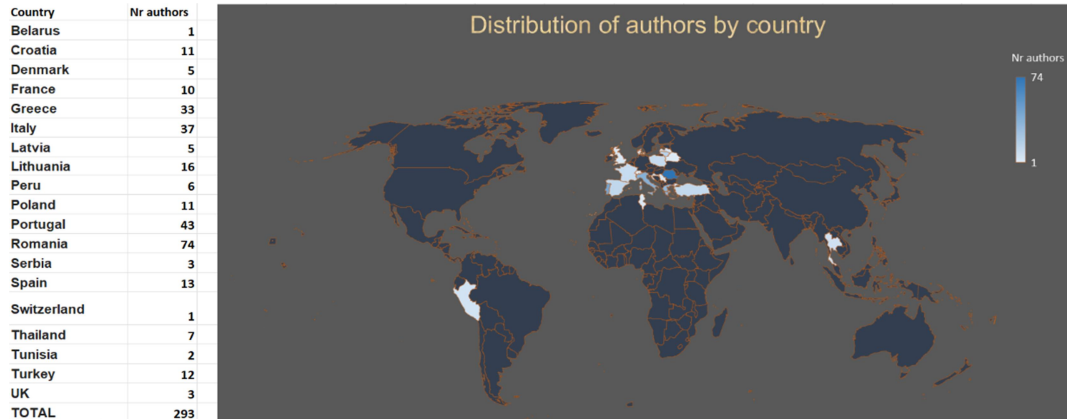 Country Nr authors
Belarus 1
Croatia 11
Denmark 5
France 10
Greece 33
Italy 37
Latvia 5
Lithuania 16
Peru 6
Poland 11
Portugal 43
Romania 74
Serbia 3
Spain 13
Switzerland 1
Thailand 7
Tunisia 2
Turkey 12
UK 3
TOTAL 293
Distribution of authors by country
Nr authors
74
1